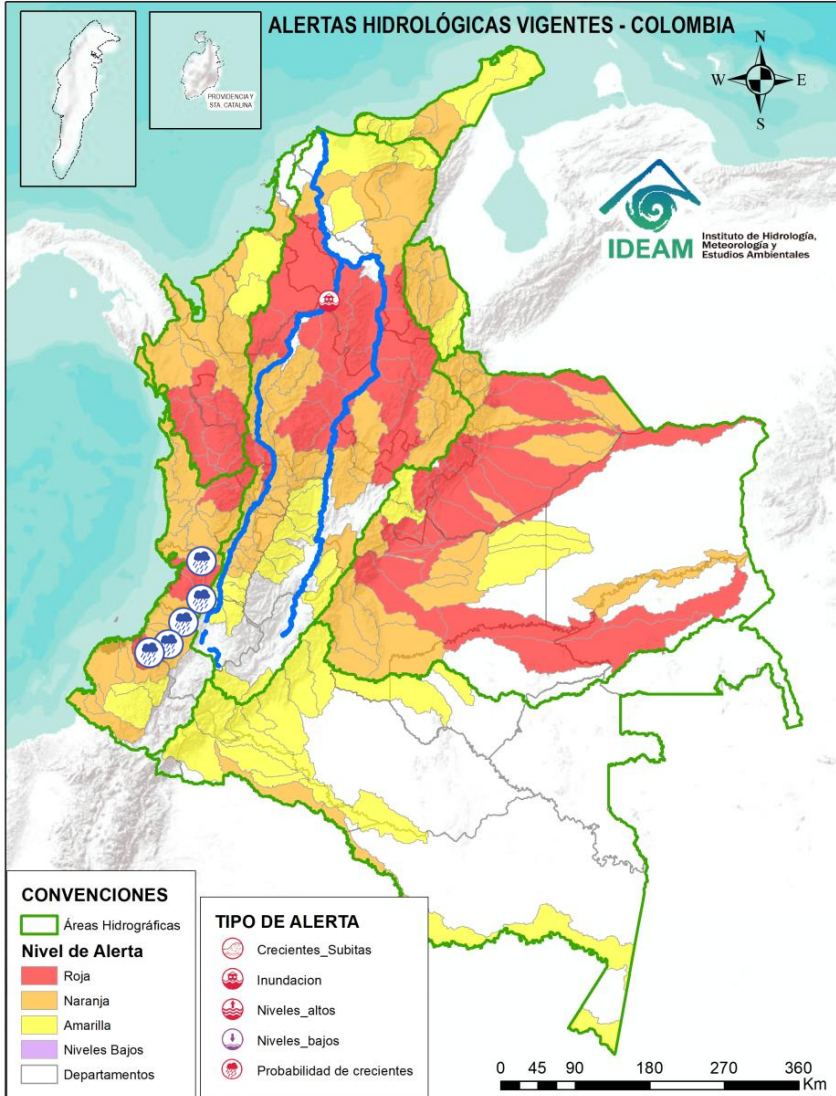 ALERTAS HIDROLÓGICAS VIGENTES - COLOMBIA
PROVIDENCIA Y
STA. CATALINA
N
W
E
S
IDEAM
Instituto de Hidrología,
Meteorología y
Estudios Ambientales
CONVENCIONES
Áreas Hidrográficas
Nivel de Alerta
Roja
Naranja
Amarilla
Niveles Bajos
Departamentos
TIPO DE ALERTA
Crecientes_Subitas
Inundacion
Niveles_altos
Niveles_bajos
Probabilidad de crecientes
0 45 90 180 270 360
Km